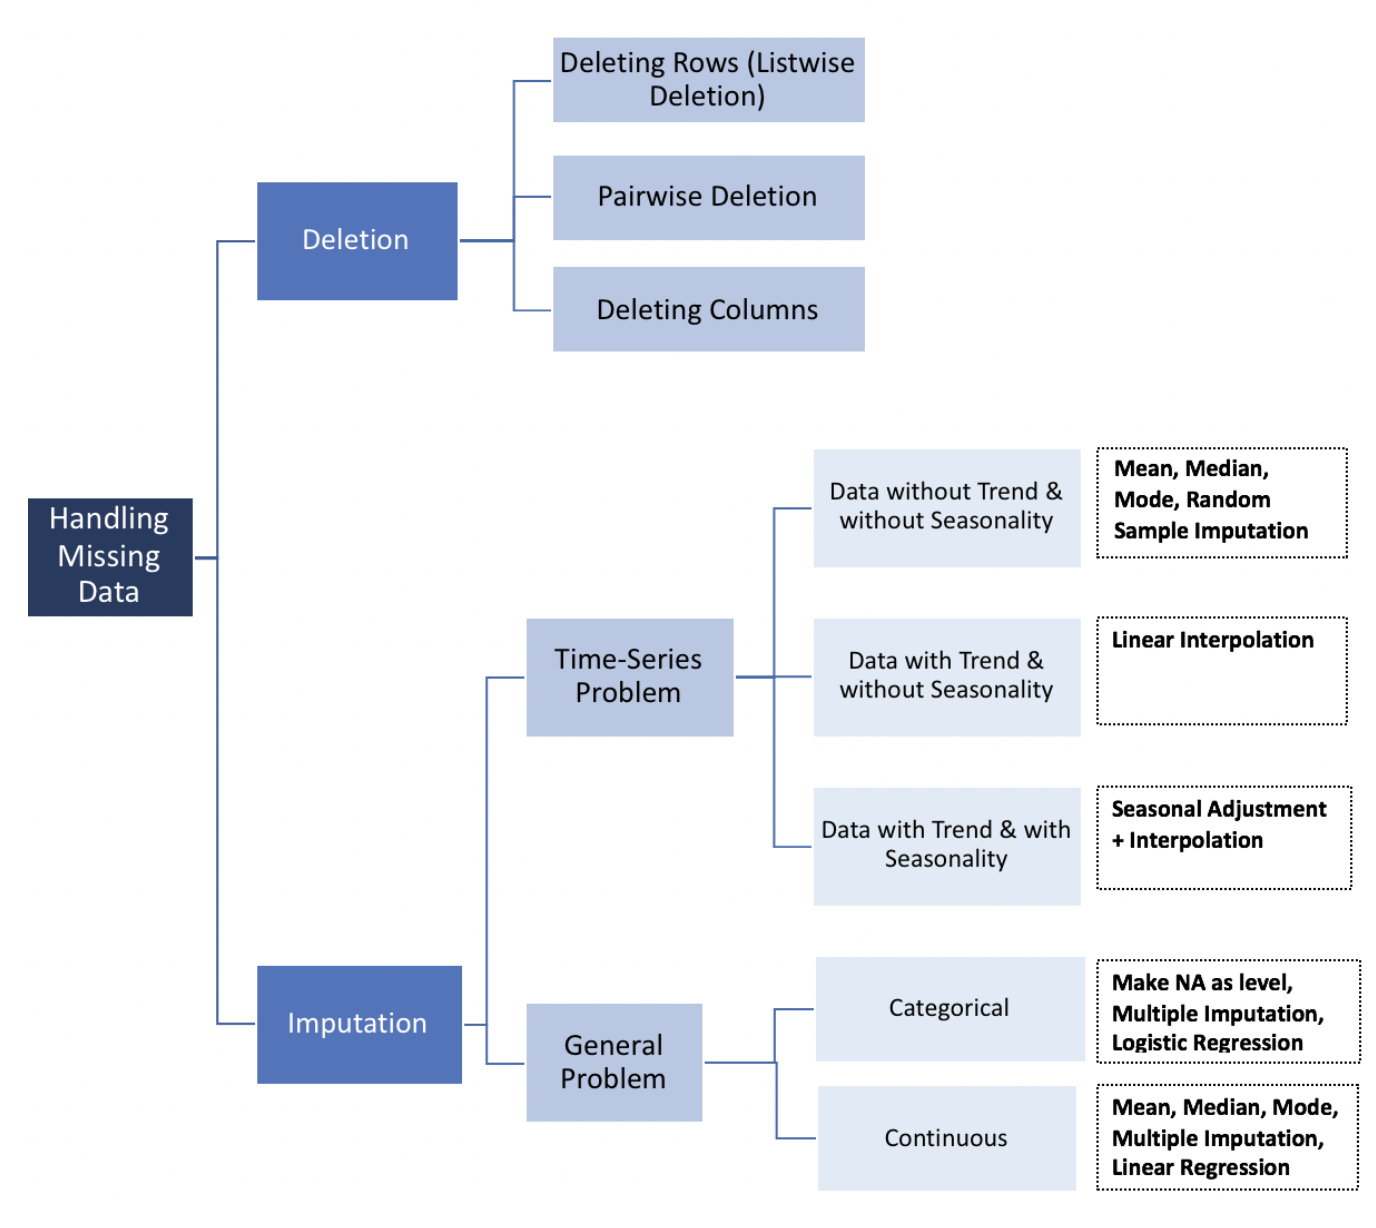 Deleting Rows (Listwise
Deletion)
Pairwise Deletion
Deletion
Deleting Columns
Handling
Missing
Data
Data without Trend &
without Seasonality
Mean, Median,
Mode, Random
Sample Imputation
Time-Series
Problem
Data with Trend &
without Seasonality
Linear Interpolation
Data with Trend & with
Seasonality
Seasonal Adjustment
+ Interpolation
Imputation
General
Problem
Categorical
Make NA as level,
Multiple Imputation,
Logistic Regression
Continuous
Mean, Median, Mode,
Multiple Imputation,
Linear Regression